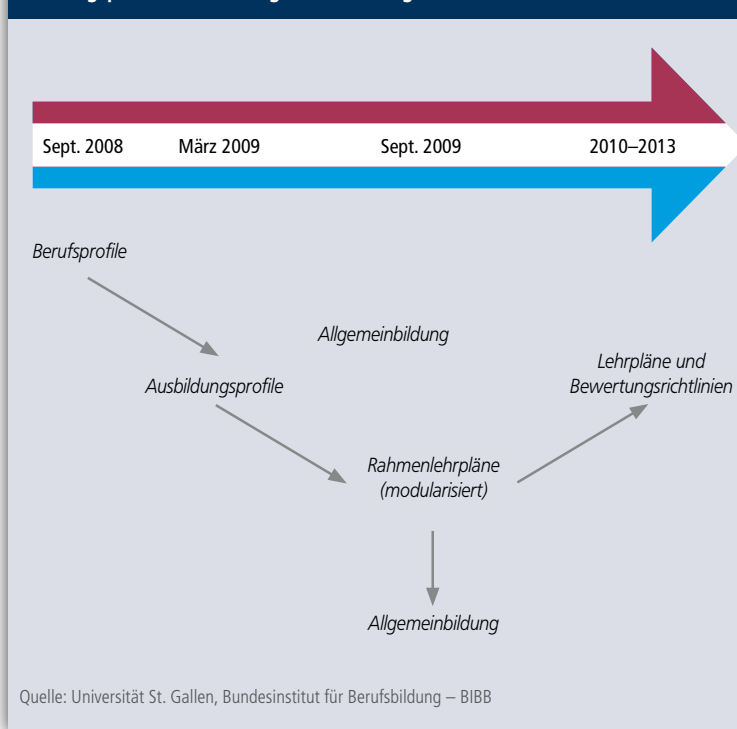 Sept. 2008 März 2009 Sept. 2009 2010–2013
Berufsprofile
Allgemeinbildung
Ausbildungsprofile
Lehrpläne und
Bewertungsrichtlinien
Rahmenlehrpläne
(modularisiert)
Allgemeinbildung
Quelle: Universität St. Gallen, Bundesinstitut für Berufsbildung – BIBB